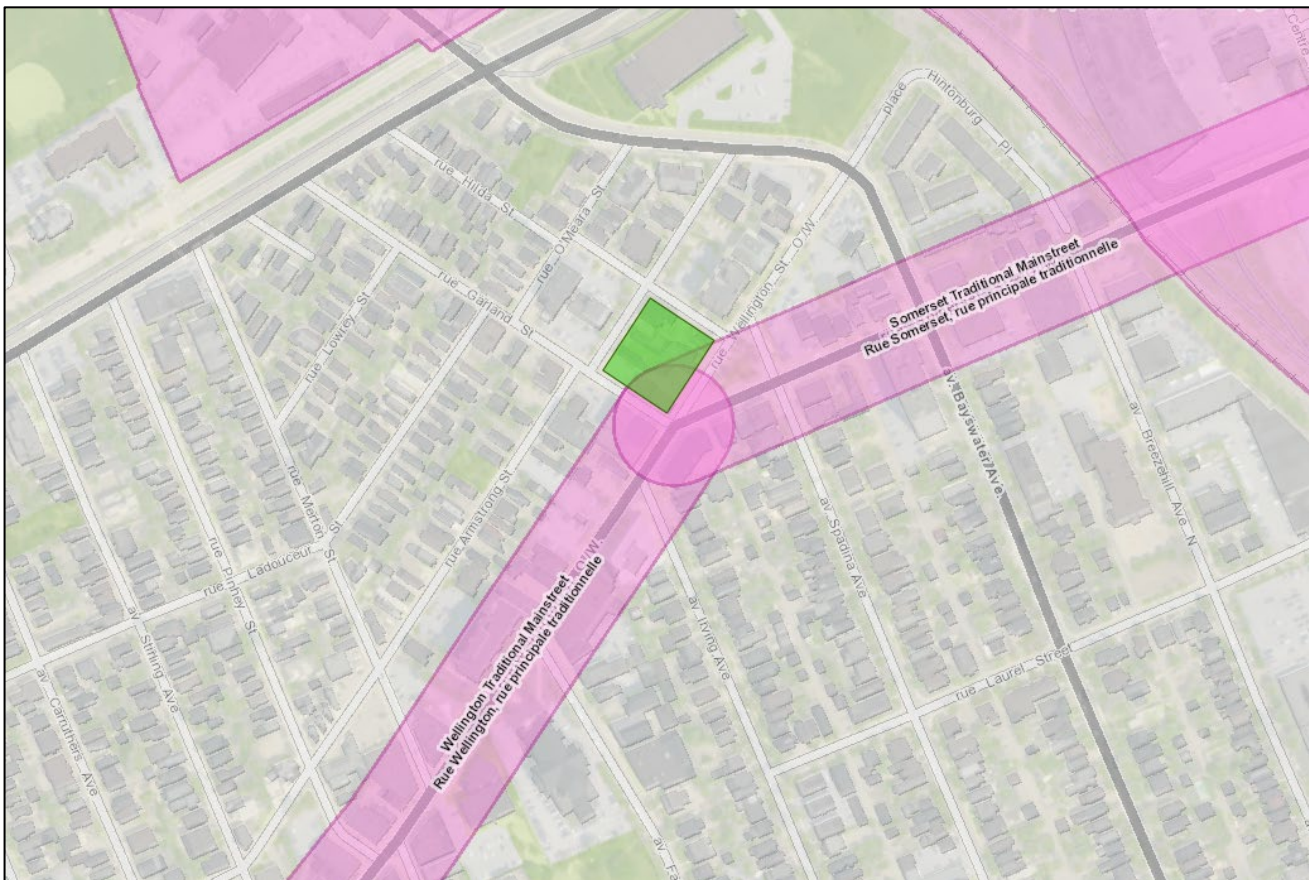 Centre
place
Hintonburg Pl
rue Hilda St
rue O'Meara St
rue Wellington St O/W
rue Garland St
rue Lowrey St
Somerset Traditional Mainstreet
Rue Somerset, rue principale traditionnelle
av. Bayswater Ave.
av Breezehill Ave N
rue Merton St
rue Armstrong St
rue Pinhey St
rue Ladouceur St
av Spadina Ave
O/W
Wellington Traditional Mainstreet
Rue Wellington, rue principale traditionnelle
av Irving Ave
av Stirling Ave
av Carruthers Ave
rue Laurel Street
av Fa